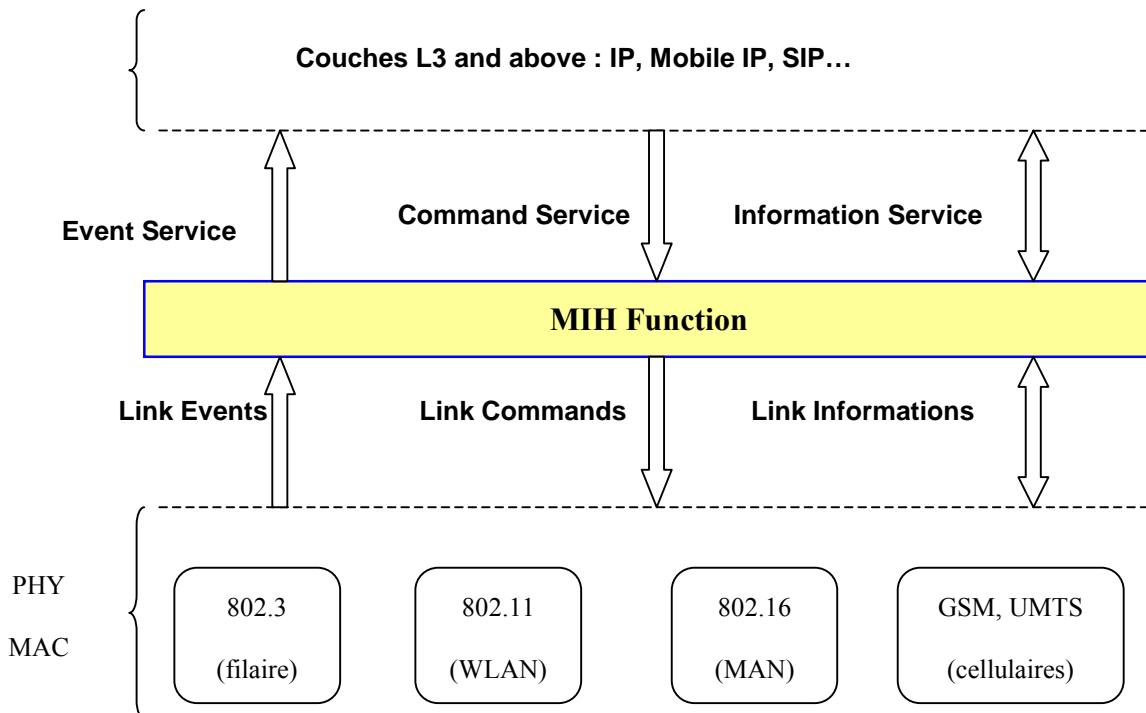 Couches L3 and above : IP, Mobile IP, SIP…
Event Service
Command Service
Information Service
MIH Function
Link Events
Link Commands
Link Informations
PHY
MAC
802.3
(filaire)
802.11
(WLAN)
802.16
(MAN)
GSM, UMTS
(cellulaires)